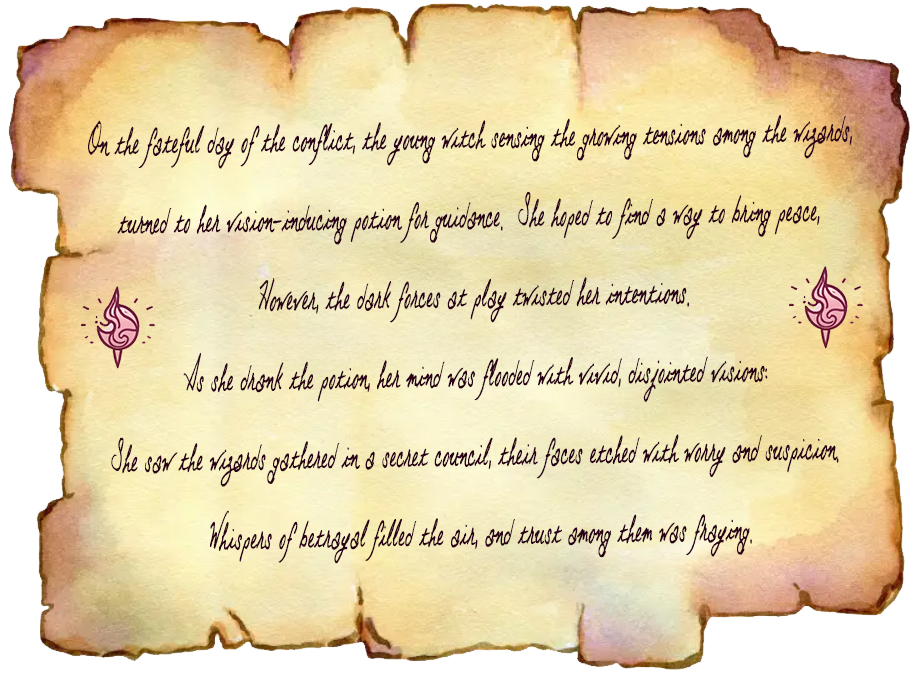 On the fateful day of the conflict, the young witch sensing the growing tensions among the wizards,
turned to her vision-inducing potion for guidance. She hoped to find a way to bring peace,
However, the dark forces at play twisted her intentions.
As she drank the potion, her mind was flooded with vivid, disjointed visions:
She saw the wizards gathered in a secret council, their faces etched with worry and suspicion.
Whispers of betrayal filled the air, and trust among them was fraying.